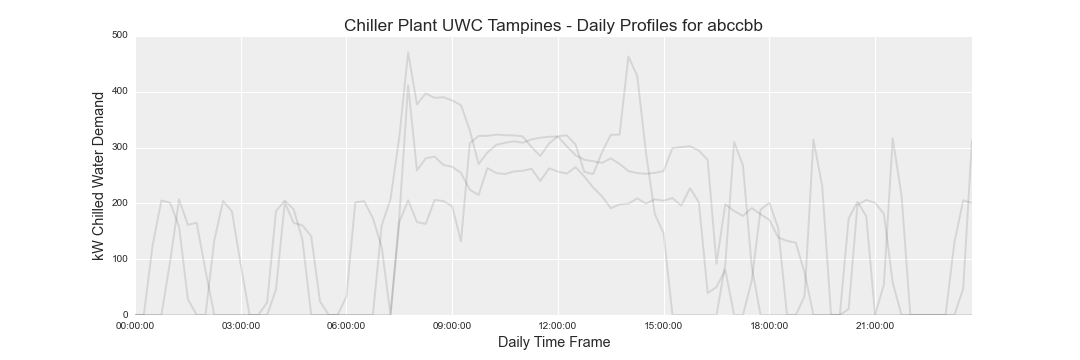 Chiller Plant UWC Tampines - Daily Profiles for abccbb
kW Chilled Water Demand
500
400
300
200
100
0
00:00:00 03:00:00 06:00:00 09:00:00 12:00:00 15:00:00 18:00:00 21:00:00
Daily Time Frame